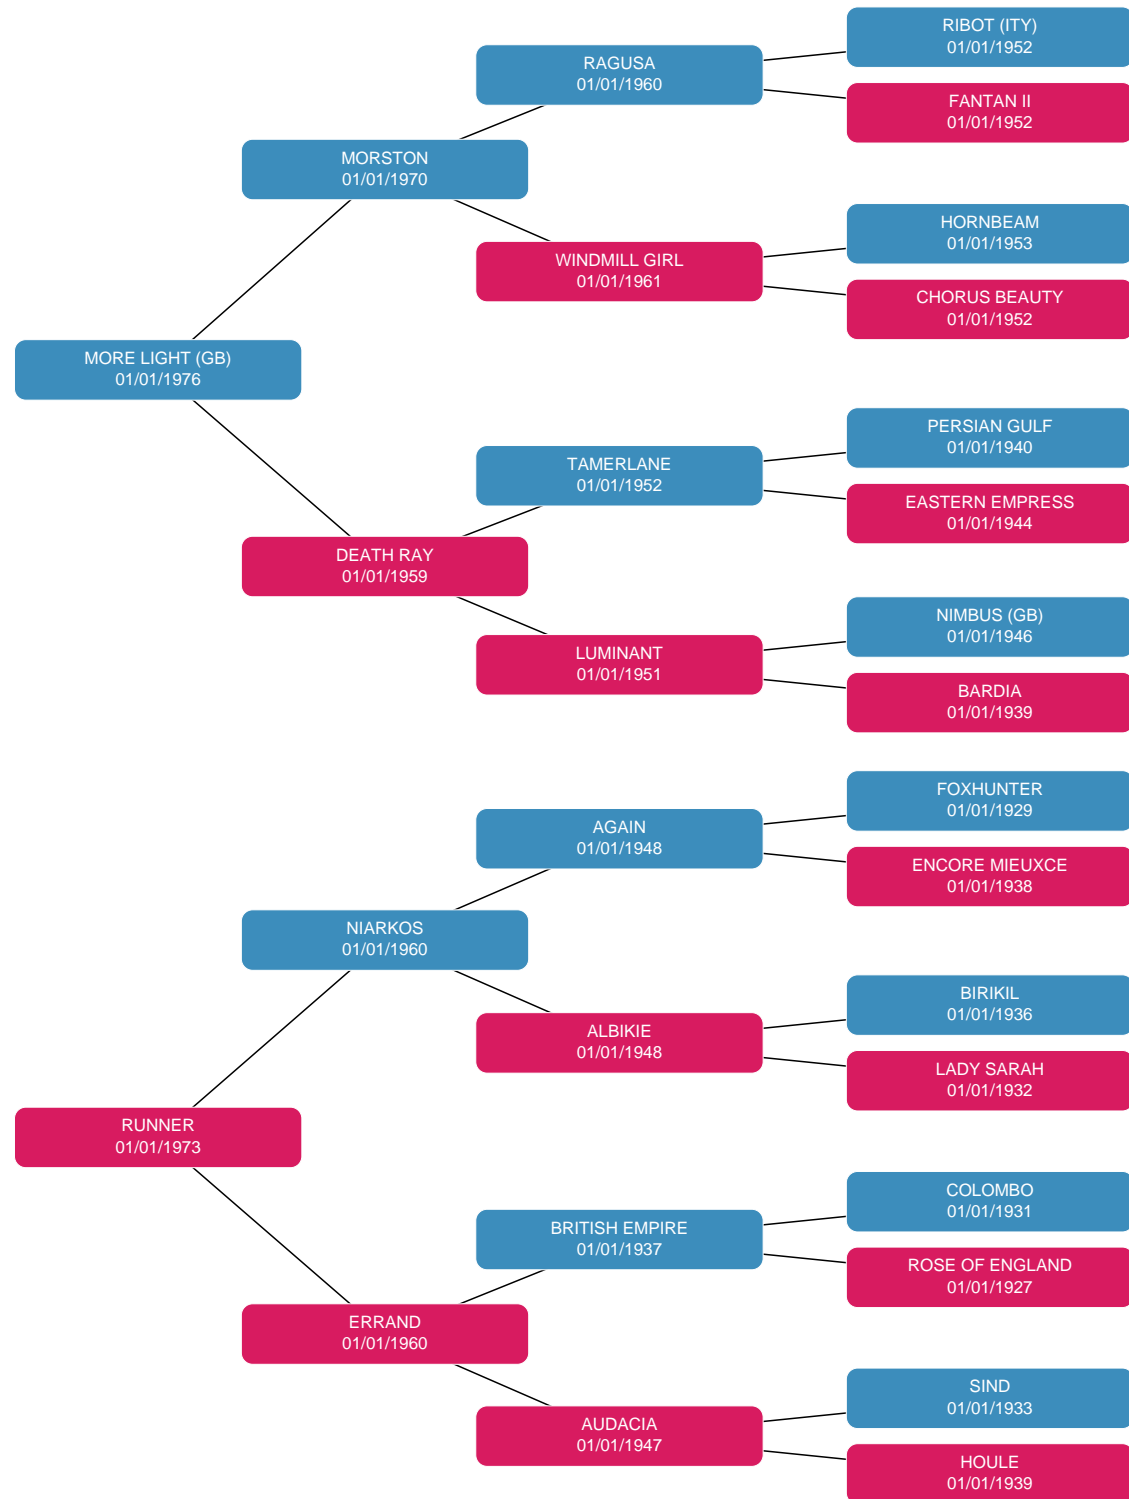 RIBOT (ITY)
01/01/1952
RAGUSA
01/01/1960
FANTAN II
01/01/1952
MORSTON
01/01/1970
HORNBEAM
01/01/1953
WINDMILL GIRL
01/01/1961
CHORUS BEAUTY
01/01/1952
MORE LIGHT (GB)
01/01/1976
PERSIAN GULF
01/01/1940
TAMERLANE
01/01/1952
EASTERN EMPRESS
01/01/1944
DEATH RAY
01/01/1959
NIMBUS (GB)
01/01/1946
LUMINANT
01/01/1951
BARDIA
01/01/1939
FOXHUNTER
01/01/1929
AGAIN
01/01/1948
ENCORE MIEUXCE
01/01/1938
NIARKOS
01/01/1960
BIRIKIL
01/01/1936
ALBIKIE
01/01/1948
LADY SARAH
01/01/1932
RUNNER
01/01/1973
COLOMBO
01/01/1931
BRITISH EMPIRE
01/01/1937
ROSE OF ENGLAND
01/01/1927
ERRAND
01/01/1960
SIND
01/01/1933
AUDACIA
01/01/1947
HOULE
01/01/1939